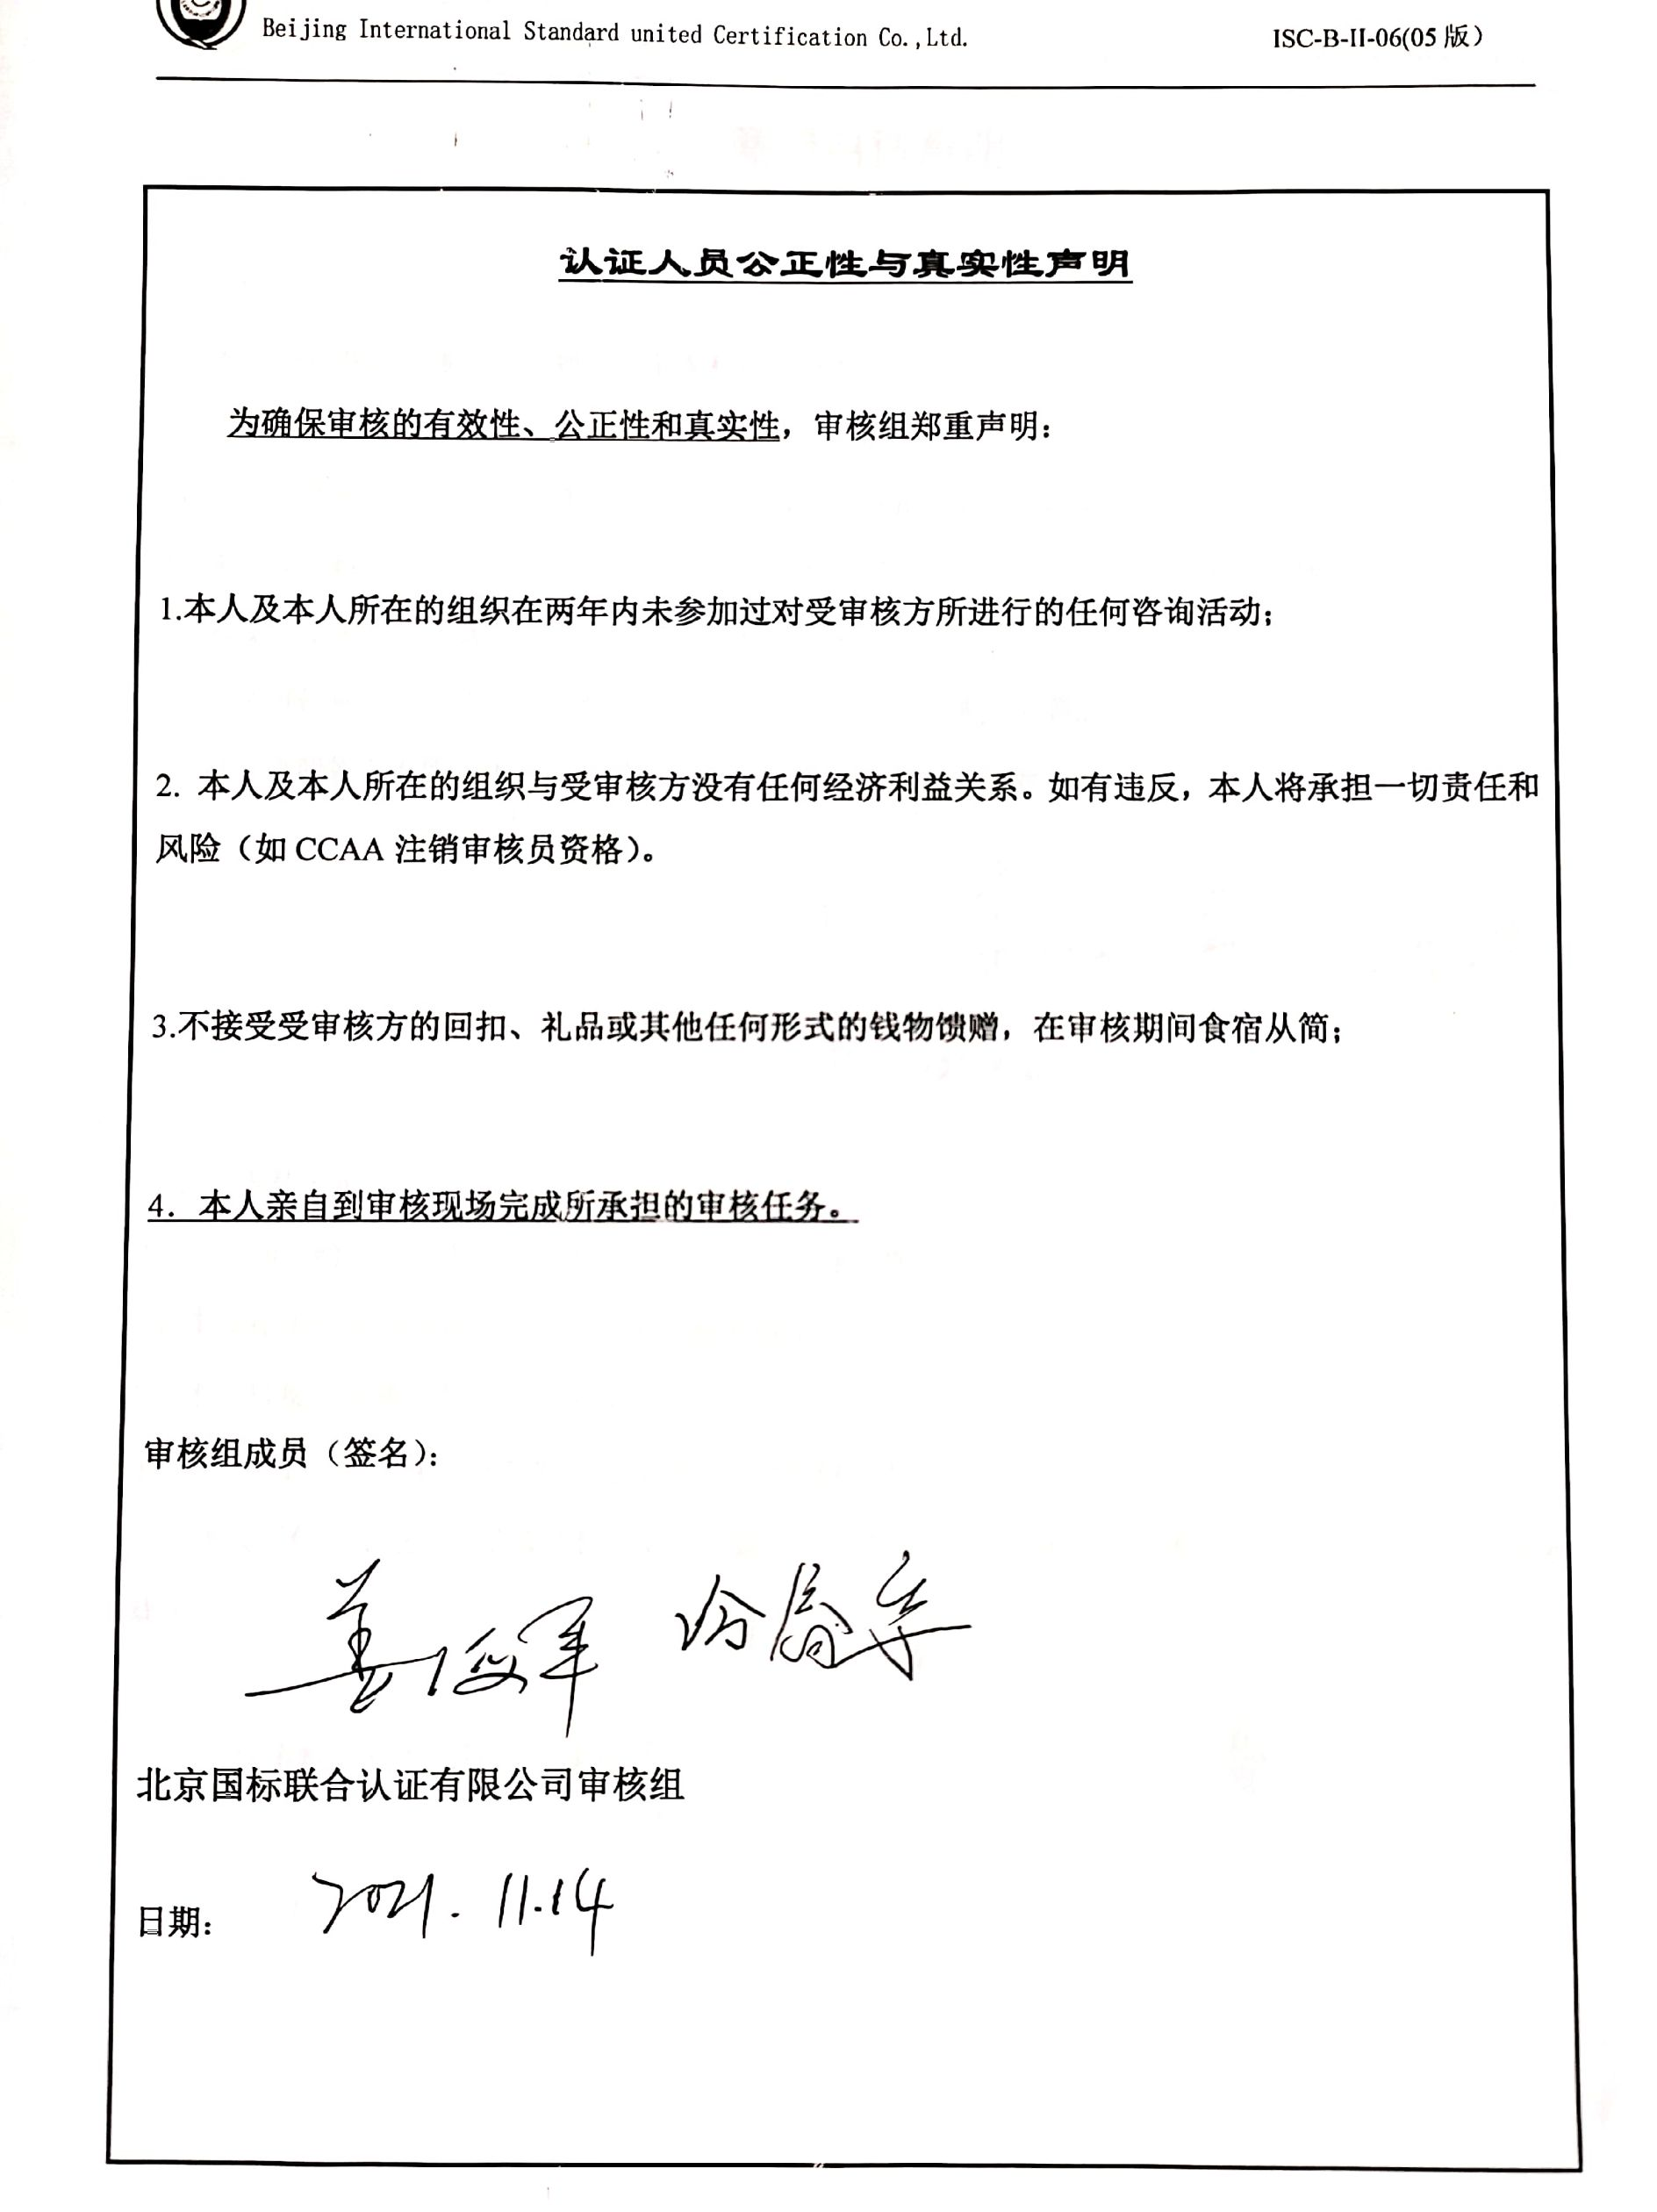 Beijing International Standard united Certification Co.,Ltd.
ISC-B-II-06(05 版)
认证人员公正性与真实性声明
为确保审核的有效性、公正性和真实性，审核组郑重声明：
1.本人及本人所在的组织在两年内未参加过对受审核方所进行的任何咨询活动；
2. 本人及本人所在的组织与受审核方没有任何经济利益关系。如有违反，本人将承担一切责任和
风险（如 CCAA 注销审核员资格）。
3.不接受受审核方的回扣、礼品或其他任何形式的钱物馈赠，在审核期间食宿从简；
4. 本人亲自到审核现场完成所承担的审核任务。
审核组成员（签名）：
姜俊军
北京国标联合认证有限公司审核组
日期： 2021.11.14